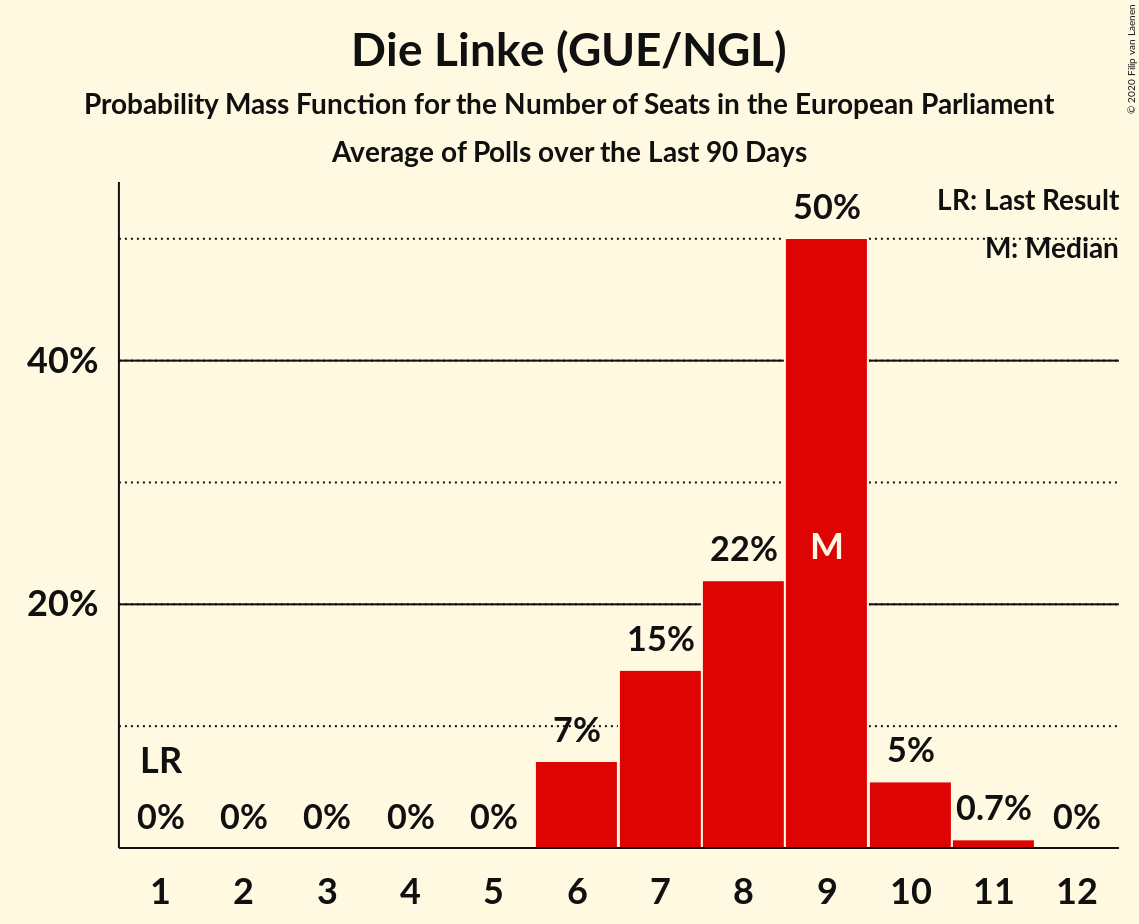 Die Linke (GUE/NGL)
Probability Mass Function for the Number of Seats in the European Parliament
Average of Polls over the Last 90 Days
© 2020 Filip van Laenen
LR: Last Result
M: Median
50%
40%
22%
M
20%
15%
7%
5%
LR
0% 0% 0% 0% 0% 0.7% 0%
1 2 3 4 5 6 7 8 9 10 11 12